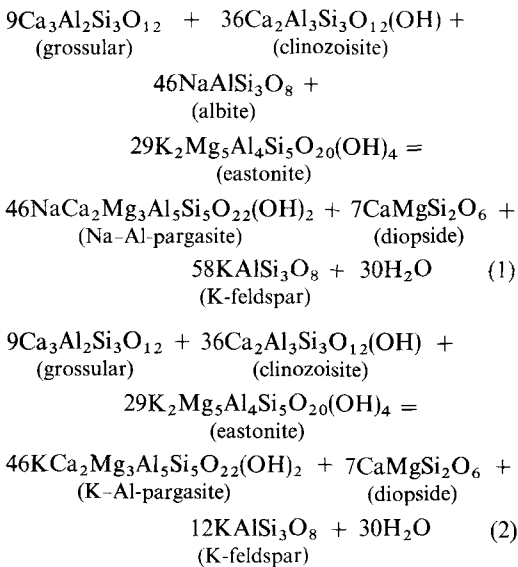 9Ca₃Al₂Si₃O₁₂ + 36Ca₂Al₃Si₃O₁₂(OH) +
(grossular) (clinozoisite)
46NaAlSi₃O₈ +
(albite)
29K₂Mg₅Al₄Si₅O₂₀(OH)₄ =
(eastonite)
46NaCa₂Mg₃Al₅Si₅O₂₂(OH)₂ + 7CaMgSi₂O₆ +
(Na–Al-pargasite) (diopside)
58KAlSi₃O₈ + 30H₂O (1)
(K-feldspar)
9Ca₃Al₂Si₃O₁₂ + 36Ca₂Al₃Si₃O₁₂(OH) +
(grossular) (clinozoisite)
29K₂Mg₅Al₄Si₅O₂₀(OH)₄ =
(eastonite)
46KCa₂Mg₃Al₅Si₅O₂₂(OH)₂ + 7CaMgSi₂O₆ +
(K–Al-pargasite) (diopside)
12KAlSi₃O₈ + 30H₂O (2)
(K-feldspar)